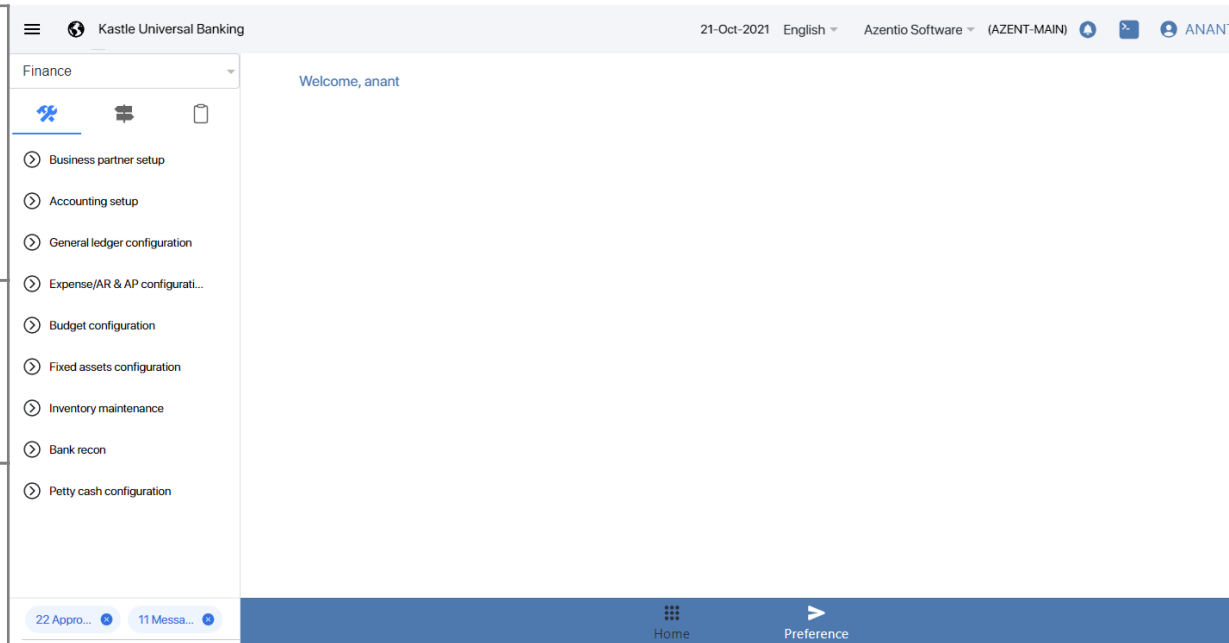 Kastle Universal Banking
21-Oct-2021 English Azentio Software (AZENT-MAIN) ANANT
Finance
Welcome, anant
Business partner setup
Accounting setup
General ledger configuration
Expense/AR & AP configurati...
Budget configuration
Fixed assets configuration
Inventory maintenance
Bank recon
Petty cash configuration
22 Appro... 11 Messa...
Home Preference